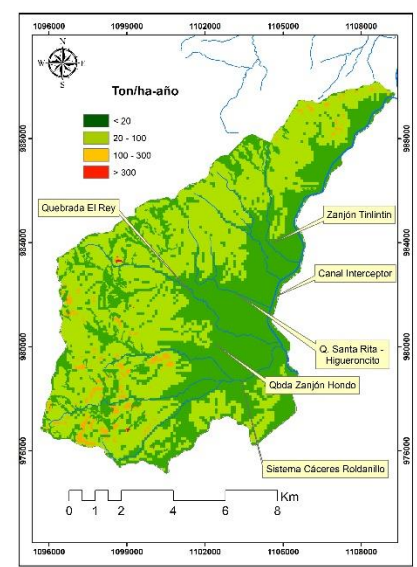 1096000 1099000 1102000 1105000 1108000
N
W E
S
Ton/ha-año
< 20
20 - 100
100 - 300
> 300
988000 988000
Quebrada El Rey
Zanjón Tinlintin
984000 984000
Canal Interceptor
Q. Santa Rita -
Higueroncito
980000 980000
Qbda Zanjón Hondo
976000 976000
Sistema Cáceres Roldanillo
Km
0 1 2 4 6 8
1096000 1099000 1102000 1105000 1108000